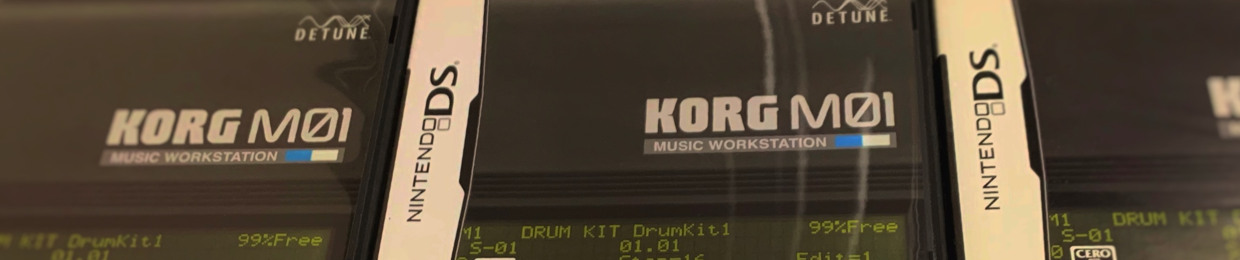 DETUNE
KORG M01
MUSIC WORKSTATION
KIT DrumKit1 99%Free
01.01
NINTENDO DS
DETUNE
KORG M01
MUSIC WORKSTATION
M1 DRUM KIT DrumKit1 99%Free
S-01 01.01
Edit=1
NINTENDO DS
K
M1 DRUM KIT
S-01
CERO